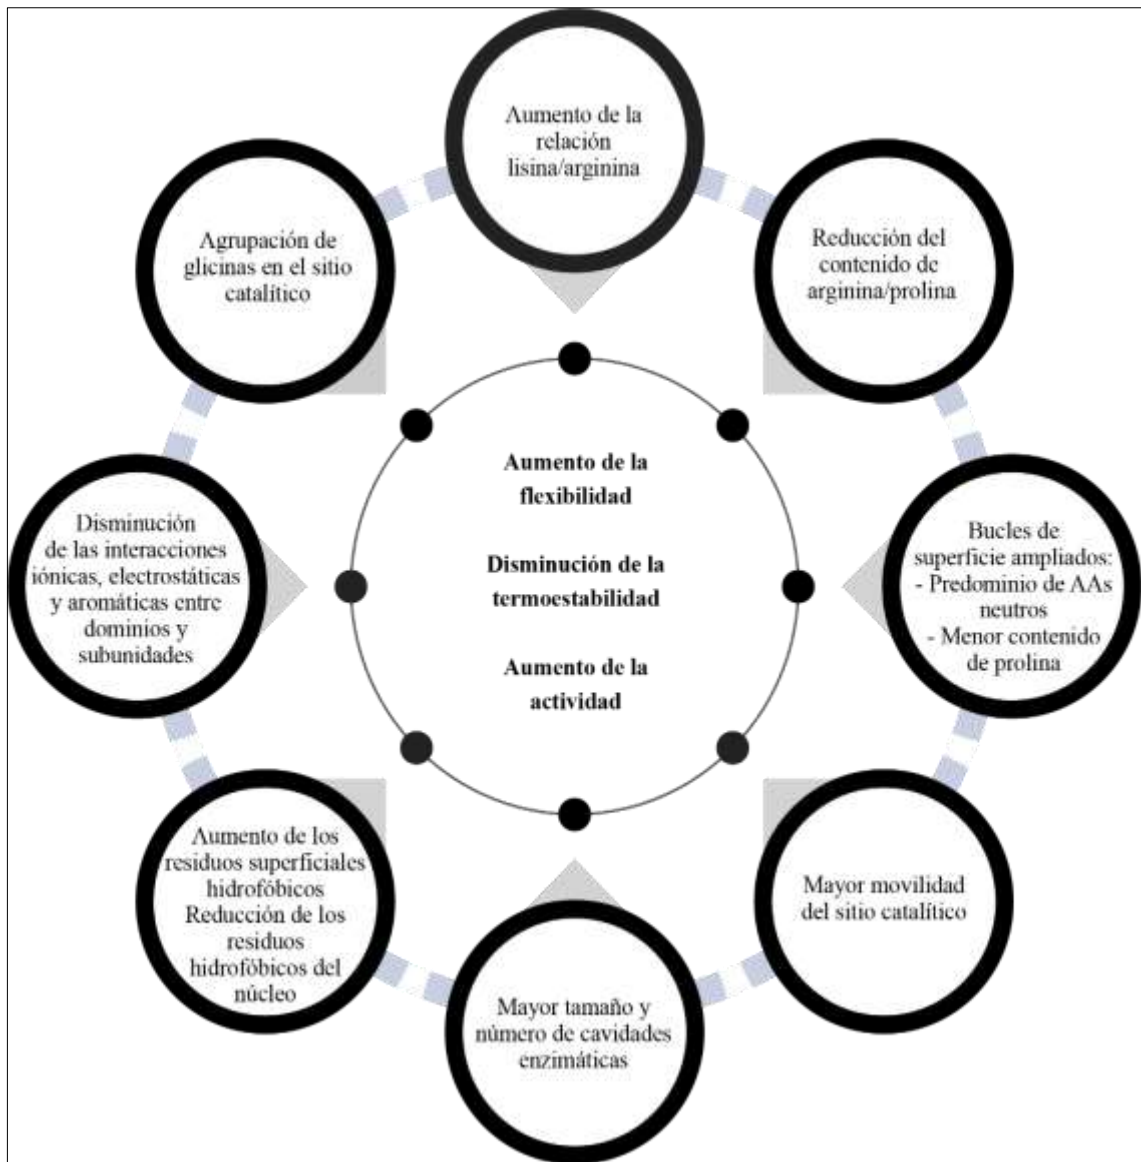 Aumento de la
relación
lisina/arginina
Reducción del
contenido de
arginina/prolina
Bucles de
superficie ampliados:
- Predominio de AAs
neutros
- Menor contenido
de prolina
Mayor movilidad
del sitio catalítico
Mayor tamaño y
número de cavidades
enzimáticas
Aumento de los
residuos superficiales
hidrofóbicos
Reducción de los
residuos
hidrofóbicos del
núcleo
Disminución
de las interacciones
iónicas, electrostáticas
y aromáticas entre
dominios y
subunidades
Agrupación de
glicinas en el sitio
catalítico
Aumento de la
flexibilidad
Disminución de la
termoestabilidad
Aumento de la
actividad